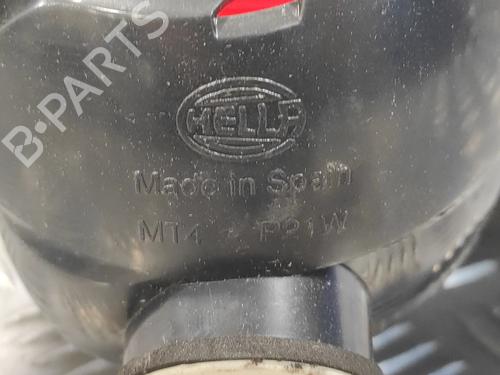 B-PARTS
HELLA
Made in Spain
MT4 - P21W